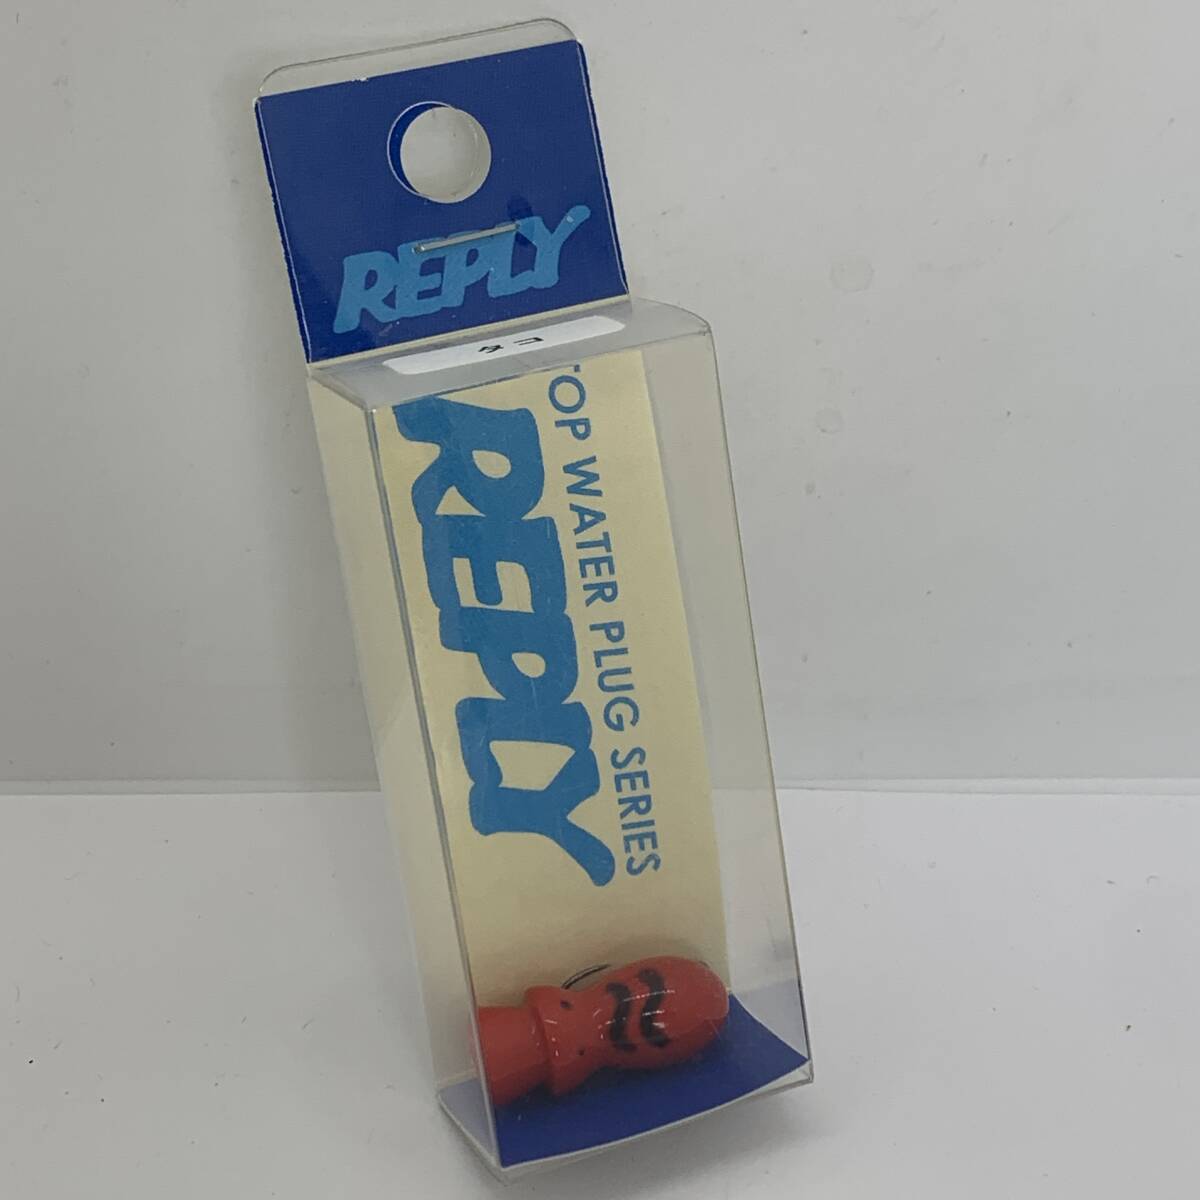 REPLY
タコ
TOP WATER PLUG SERIES
REPLY